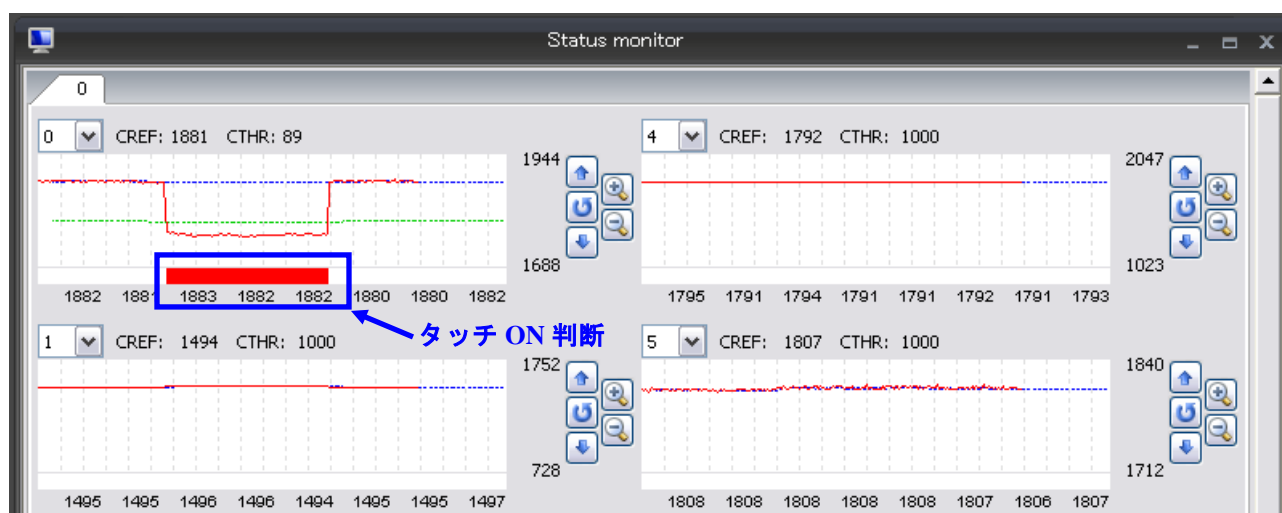 Status monitor
0
0 CREF: 1881 CTHR: 89
1944
1688
1882 1881 1883 1882 1882 1880 1880 1882
タッチ ON 判断
4 CREF: 1792 CTHR: 1000
2047
1023
1795 1791 1794 1791 1791 1792 1791 1793
1 CREF: 1494 CTHR: 1000
1752
728
1495 1495 1496 1496 1494 1495 1495 1497
5 CREF: 1807 CTHR: 1000
1840
1712
1808 1808 1808 1808 1808 1807 1806 1807